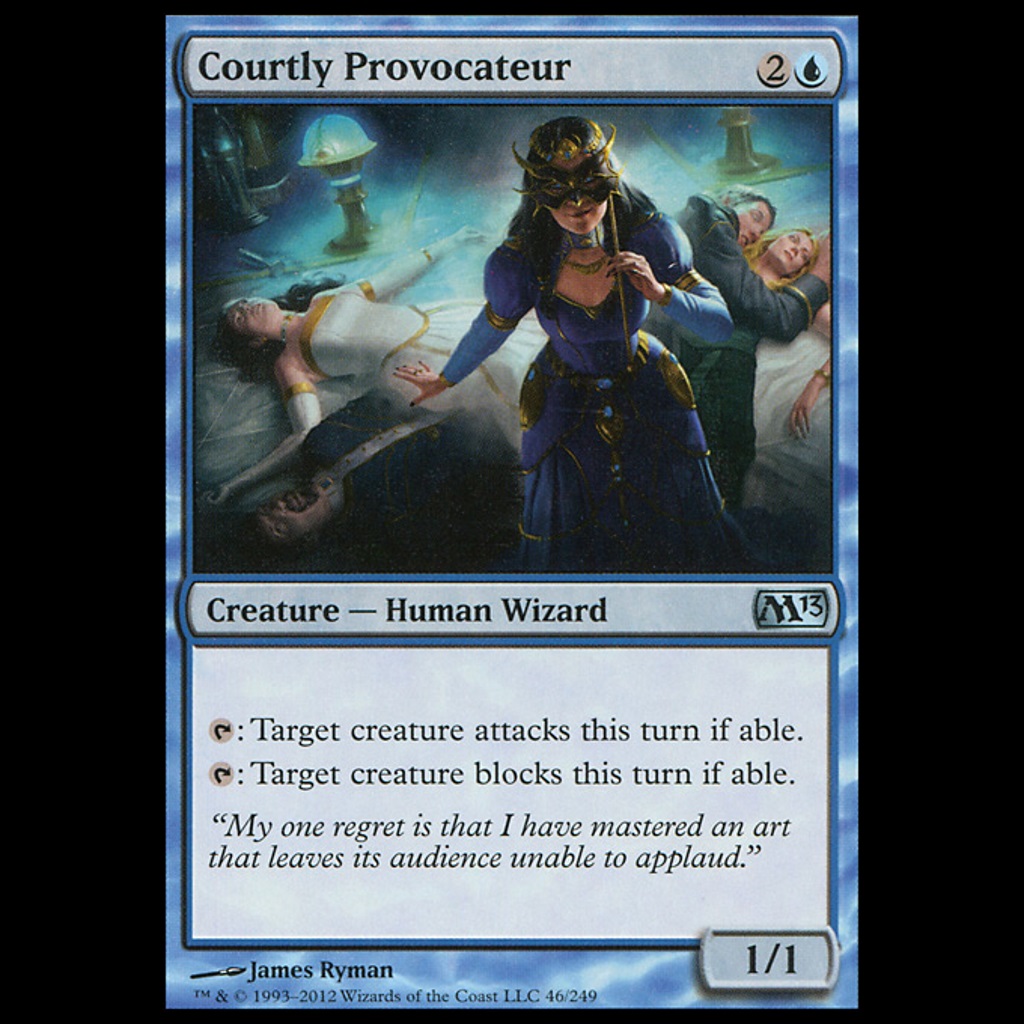 Courtly Provocateur 2
Creature — Human Wizard M13
: Target creature attacks this turn if able.
: Target creature blocks this turn if able.
“My one regret is that I have mastered an art
that leaves its audience unable to applaud.”
1/1
James Ryman
™ & © 1993–2012 Wizards of the Coast LLC 46/249